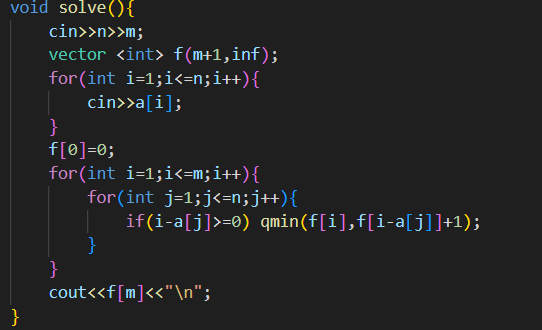 void solve(){
    cin>>n>>m;
    vector <int> f(m+1,inf);
    for(int i=1;i<=n;i++){
        cin>>a[i];
    }
    f[0]=0;
    for(int i=1;i<=m;i++){
        for(int j=1;j<=n;j++){
            if(i-a[j]>=0) qmin(f[i],f[i-a[j]]+1);
        }
    }
    cout<<f[m]<<"\n";
}